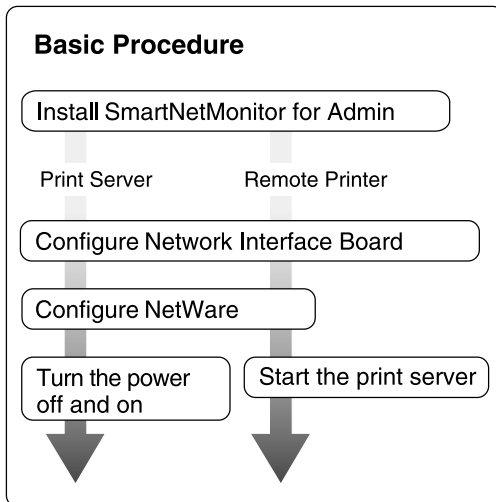 Basic Procedure
Install SmartNetMonitor for Admin
Print Server
Remote Printer
Configure Network Interface Board
Configure NetWare
Turn the power
off and on
Start the print server